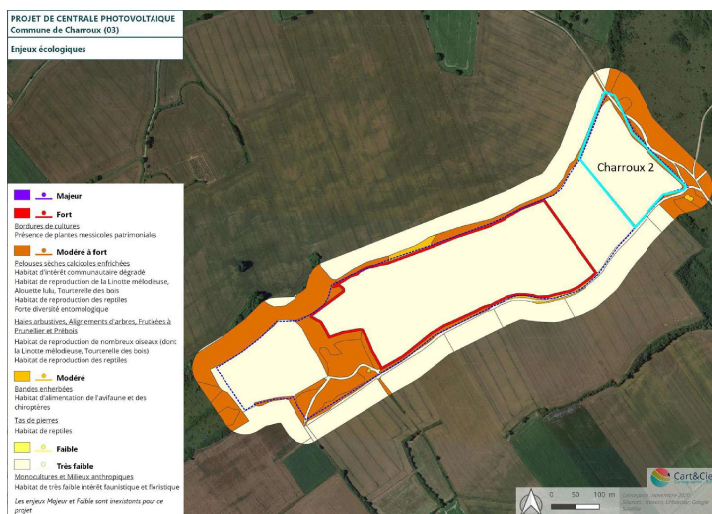 PROJET DE CENTRALE PHOTOVOLTAIQUE
Commune de Charroux (03)
Enjeux écologiques
Charroux 2
Majeur
Fort
Bordures de cultures
Présence de plantes messicoles patrimoniales
Modéré à fort
Pelouses sèches calcicoles enfrichées
Habitat d'intérêt communautaire dégradé
Habitat de reproduction de la Linotte mélodieuse,
Alouette lulu, Tourterelle des bois
Habitat de reproduction des reptiles
Forte diversité entomologique
Haies arbustives, Alignements d'arbres, Fruticées à
Prunellier et Prébois
Habitat de reproduction de nombreux oiseaux (dont
la Linotte mélodieuse, Tourterelle des bois)
Habitat de reproduction des reptiles
Modéré
Bandes enherbées
Habitat d'alimentation de l'avifaune et des
chiroptères
Tas de pierres
Habitat de reptiles
Faible
Très faible
Monocultures et Milieux anthropiques
Habitat de très faible intérêt faunistique et floristique
Les enjeux Majeur et Faible sont inexistants pour ce
projet
0 50 100 m
Cart&Cie